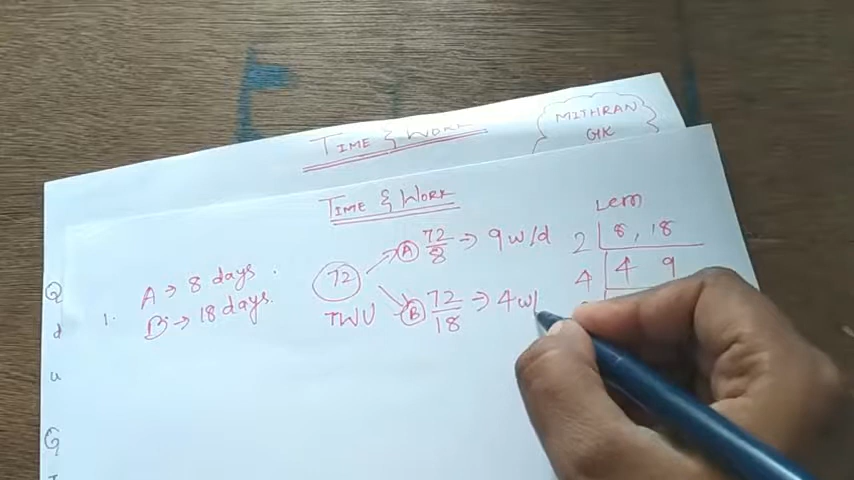 TIME & WORK
MITHRAN
GK
TIME & WORK
Lcm
2 | 8, 18
4 | 4 9
1. A → 8 days.
B → 18 days.
72
TWU
A 72/8 → 9 w/d
B 72/18 → 4 w/
Q
d
u
Q